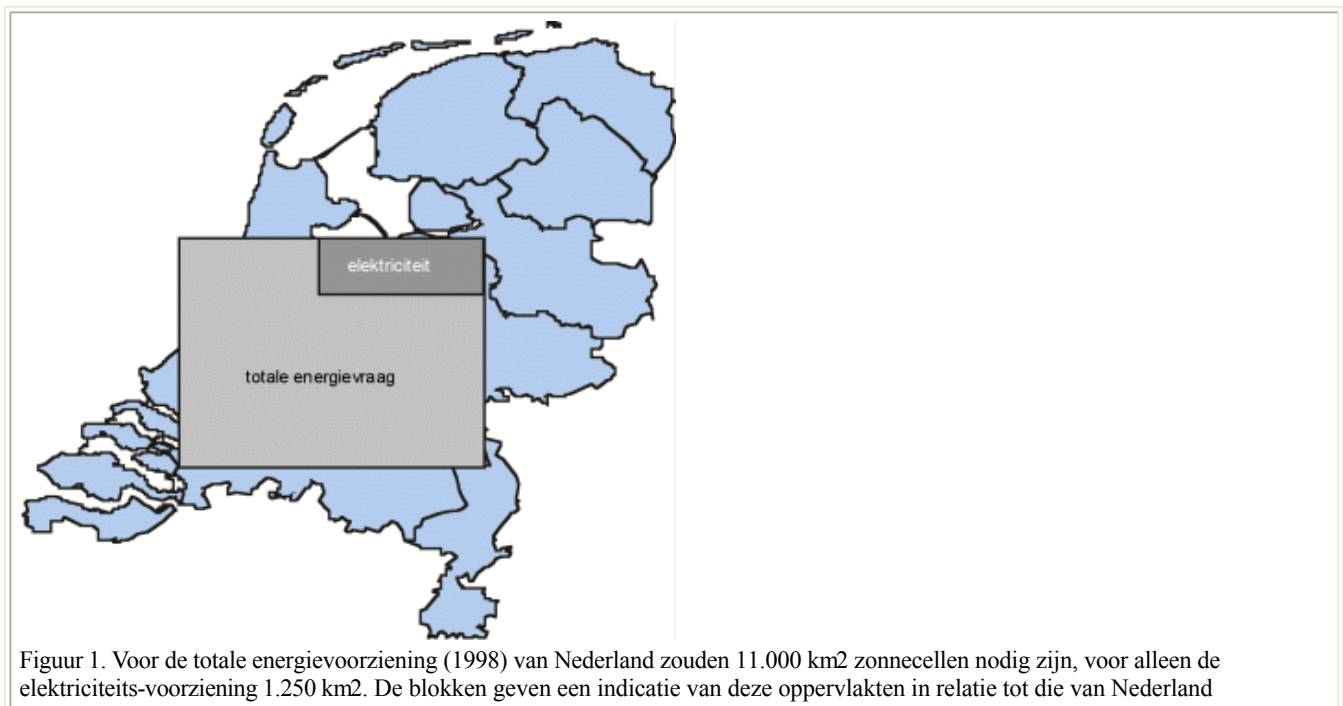 elektriciteit
totale energievraag
Figuur 1. Voor de totale energievoorziening (1998) van Nederland zouden 11.000 km2 zonnecellen nodig zijn, voor alleen de
elektriciteits-voorziening 1.250 km2. De blokken geven een indicatie van deze oppervlakten in relatie tot die van Nederland